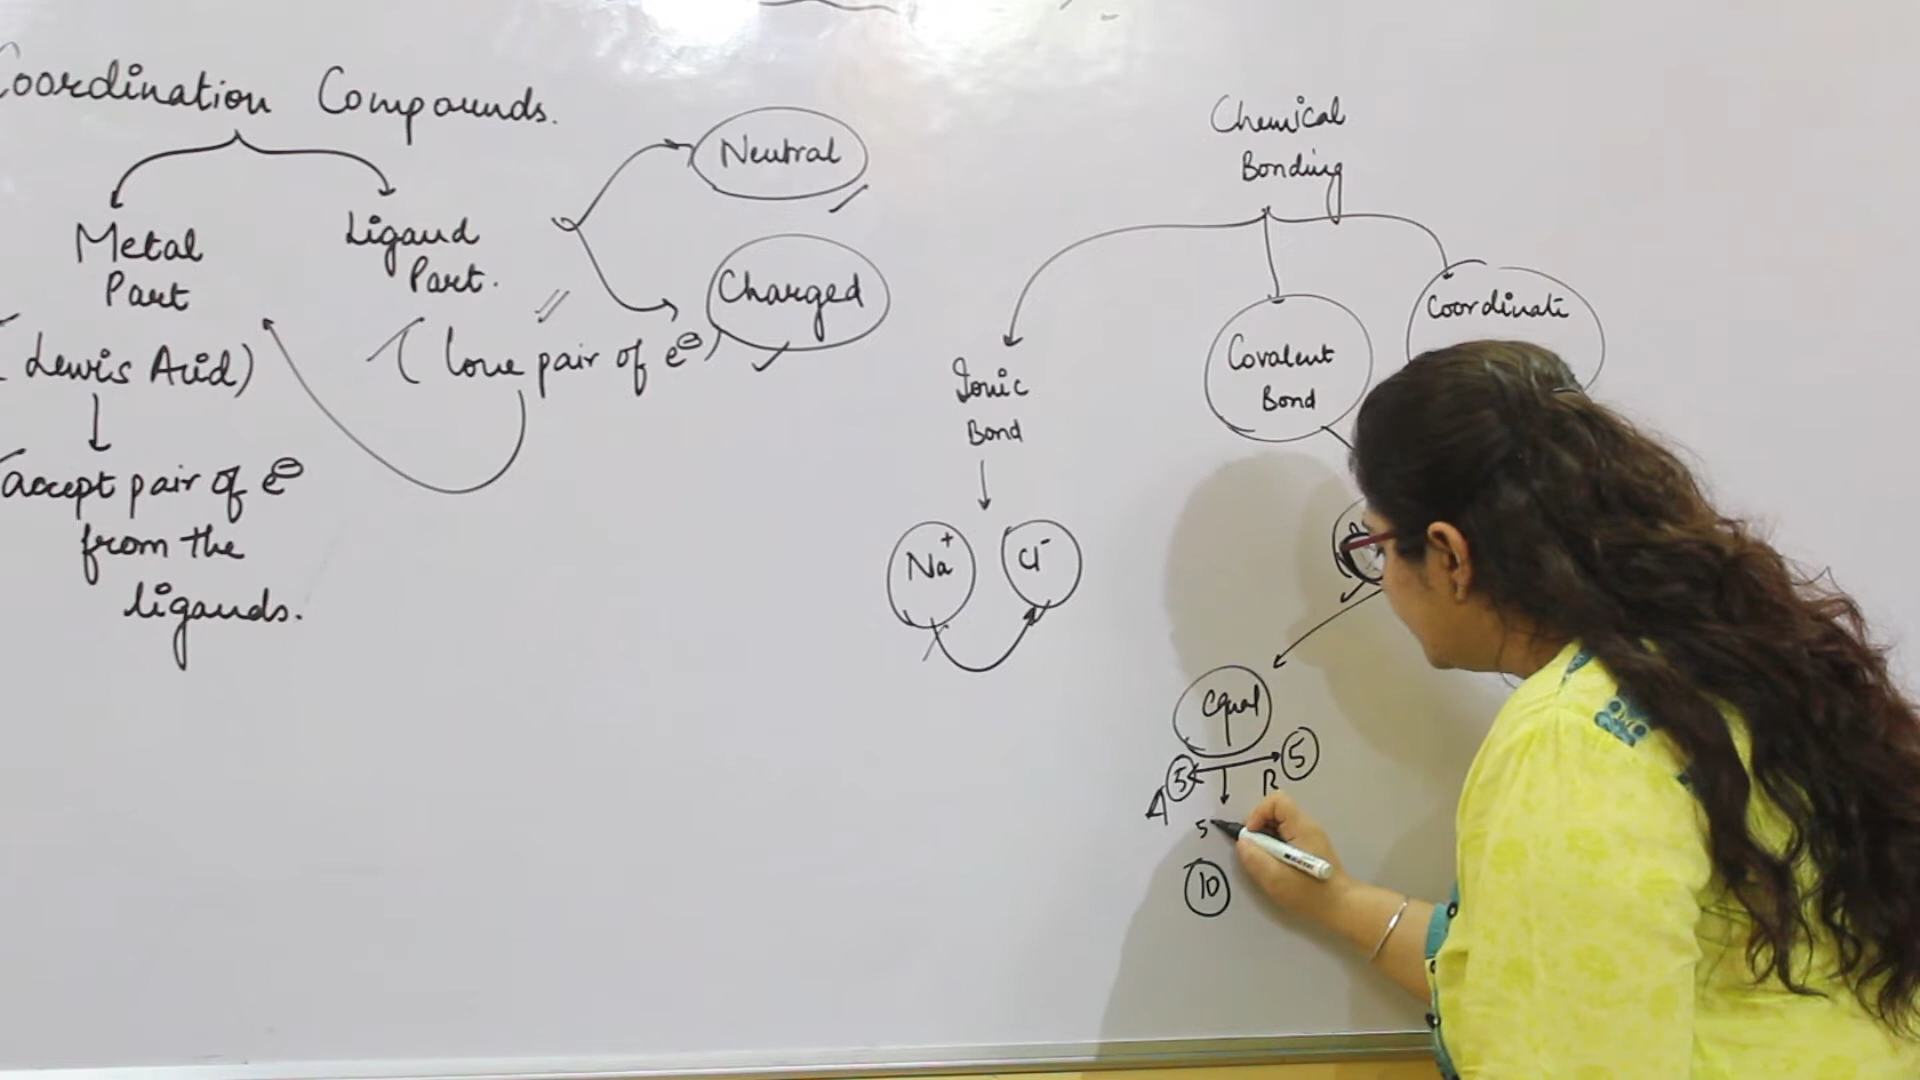 Coordination Compounds.
Metal
Part
(Lewis Acid)
accept pair of e⊖
from the
ligands.
Ligand
Part.
(lone pair of e⊖)
Neutral
Charged
Chemical
Bonding
Ionic
Bond
Na+ Cl-
Covalent
Bond
Coordinate
Equal
5 5
A B
5
10